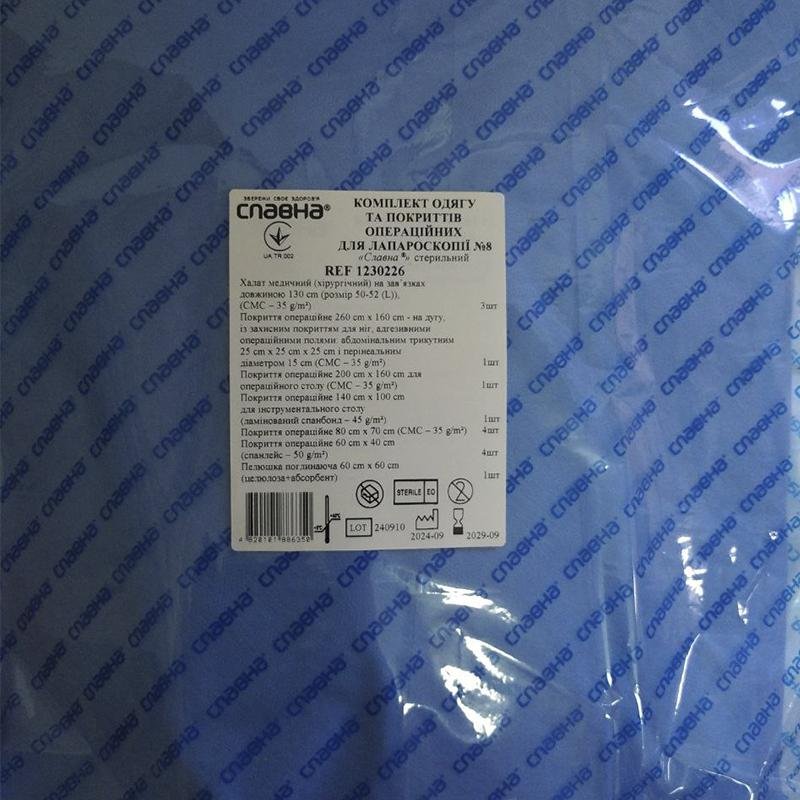 ЗБЕРЕЖИ СВОЄ ЗДОРОВ'Я
СЛАВНА®
UA.TR.002
КОМПЛЕКТ ОДЯГУ
ТА ПОКРИТТІВ
ОПЕРАЦІЙНИХ
ДЛЯ ЛАПАРОСКОПІЇ №8
«Славна ®» стерильний
REF 1230226
Халат медичний (хірургічний) на зав`язках
довжиною 130 cm (розмір 50-52 (L)),
(СМС – 35 g/m²) 3шт
Покриття операційне 260 cm x 160 cm - на дугу,
із захисним покриттям для ніг, адгезивними
операційними полями: абдомінальним трикутним
25 cm x 25 cm x 25 cm і перінеальним
діаметром 15 cm (СМС – 35 g/m²) 1шт
Покриття операційне 200 cm x 160 cm для
операційного столу (СМС – 35 g/m²) 1шт
Покриття операційне 140 cm x 100 cm
для інструментального столу
(ламінований спанбонд – 45 g/m²) 1шт
Покриття операційне 80 cm x 70 cm (СМС – 35 g/m²) 4шт
Покриття операційне 60 cm x 40 cm
(спанлейс – 50 g/m²) 4шт
Пелюшка поглинаюча 60 cm x 60 cm
(целюлоза+абсорбент) 1шт
STERILE EO
2
LOT 240910
2024-09
2029-09
4 820101 886350